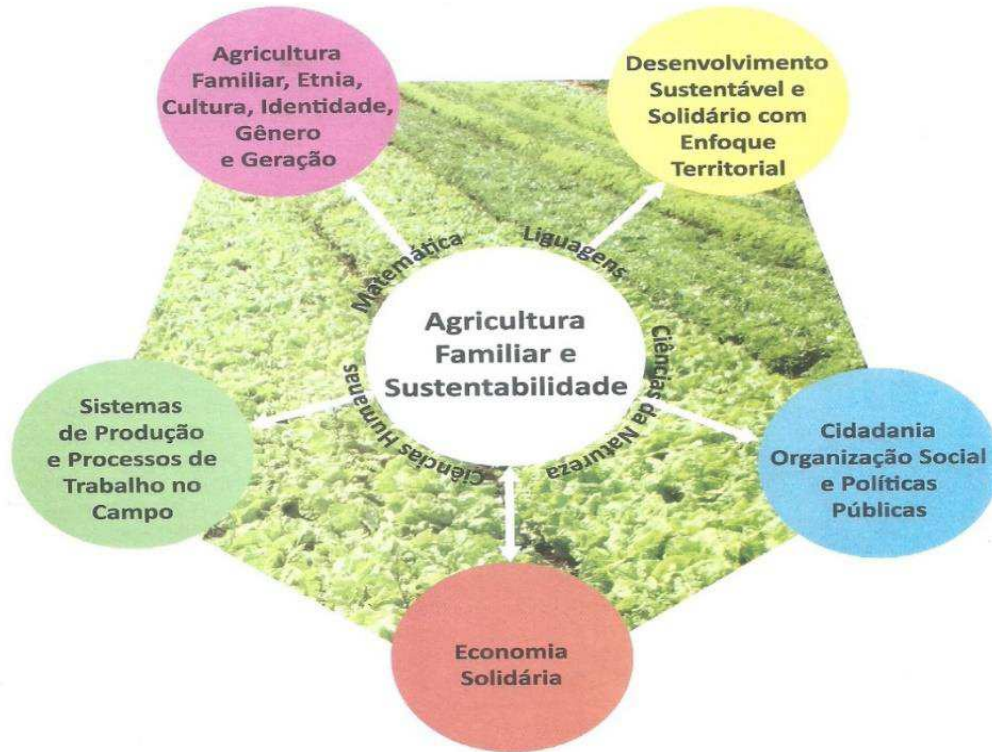 Agricultura
Familiar, Etnia,
Cultura, Identidade,
Gênero
e Geração
Desenvolvimento
Sustentável e
Solidário com
Enfoque
Territorial
Matemática
Liguagens
Ciências da Natureza
Ciências Humanas
Agricultura
Familiar e
Sustentabilidade
Sistemas
de Produção
e Processos de
Trabalho no
Campo
Cidadania
Organização Social
e Políticas
Públicas
Economia
Solidária